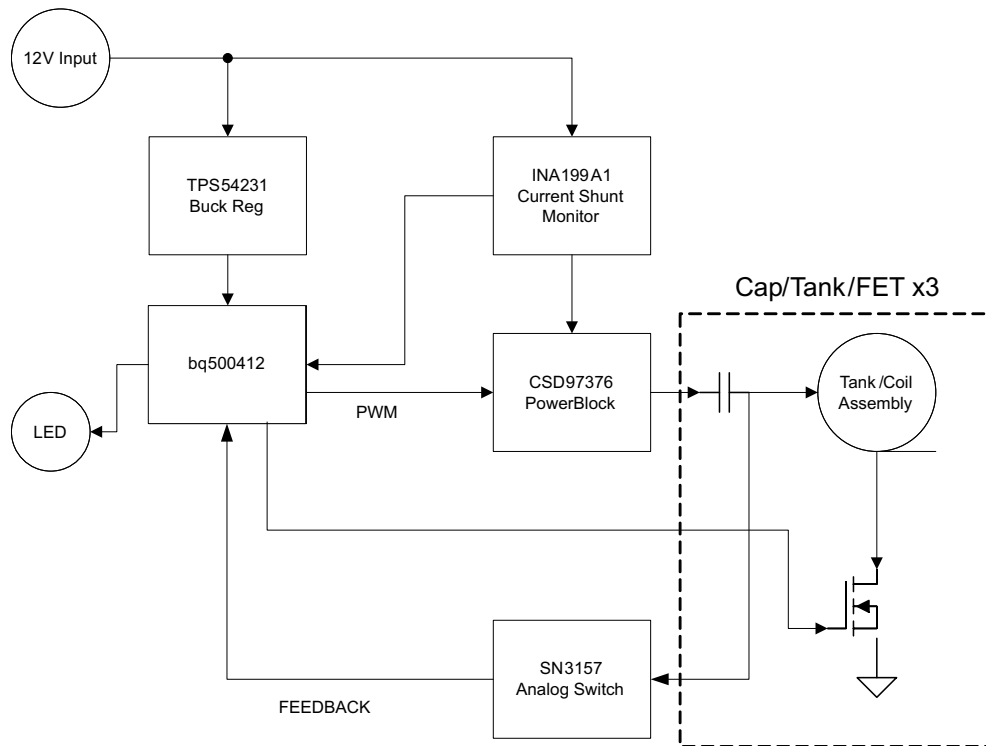 12V Input
TPS54231
Buck Reg
INA199A1
Current Shunt
Monitor
Cap/Tank/FET x3
bq500412
CSD97376
PowerBlock
Tank/Coil
Assembly
PWM
LED
SN3157
Analog Switch
FEEDBACK